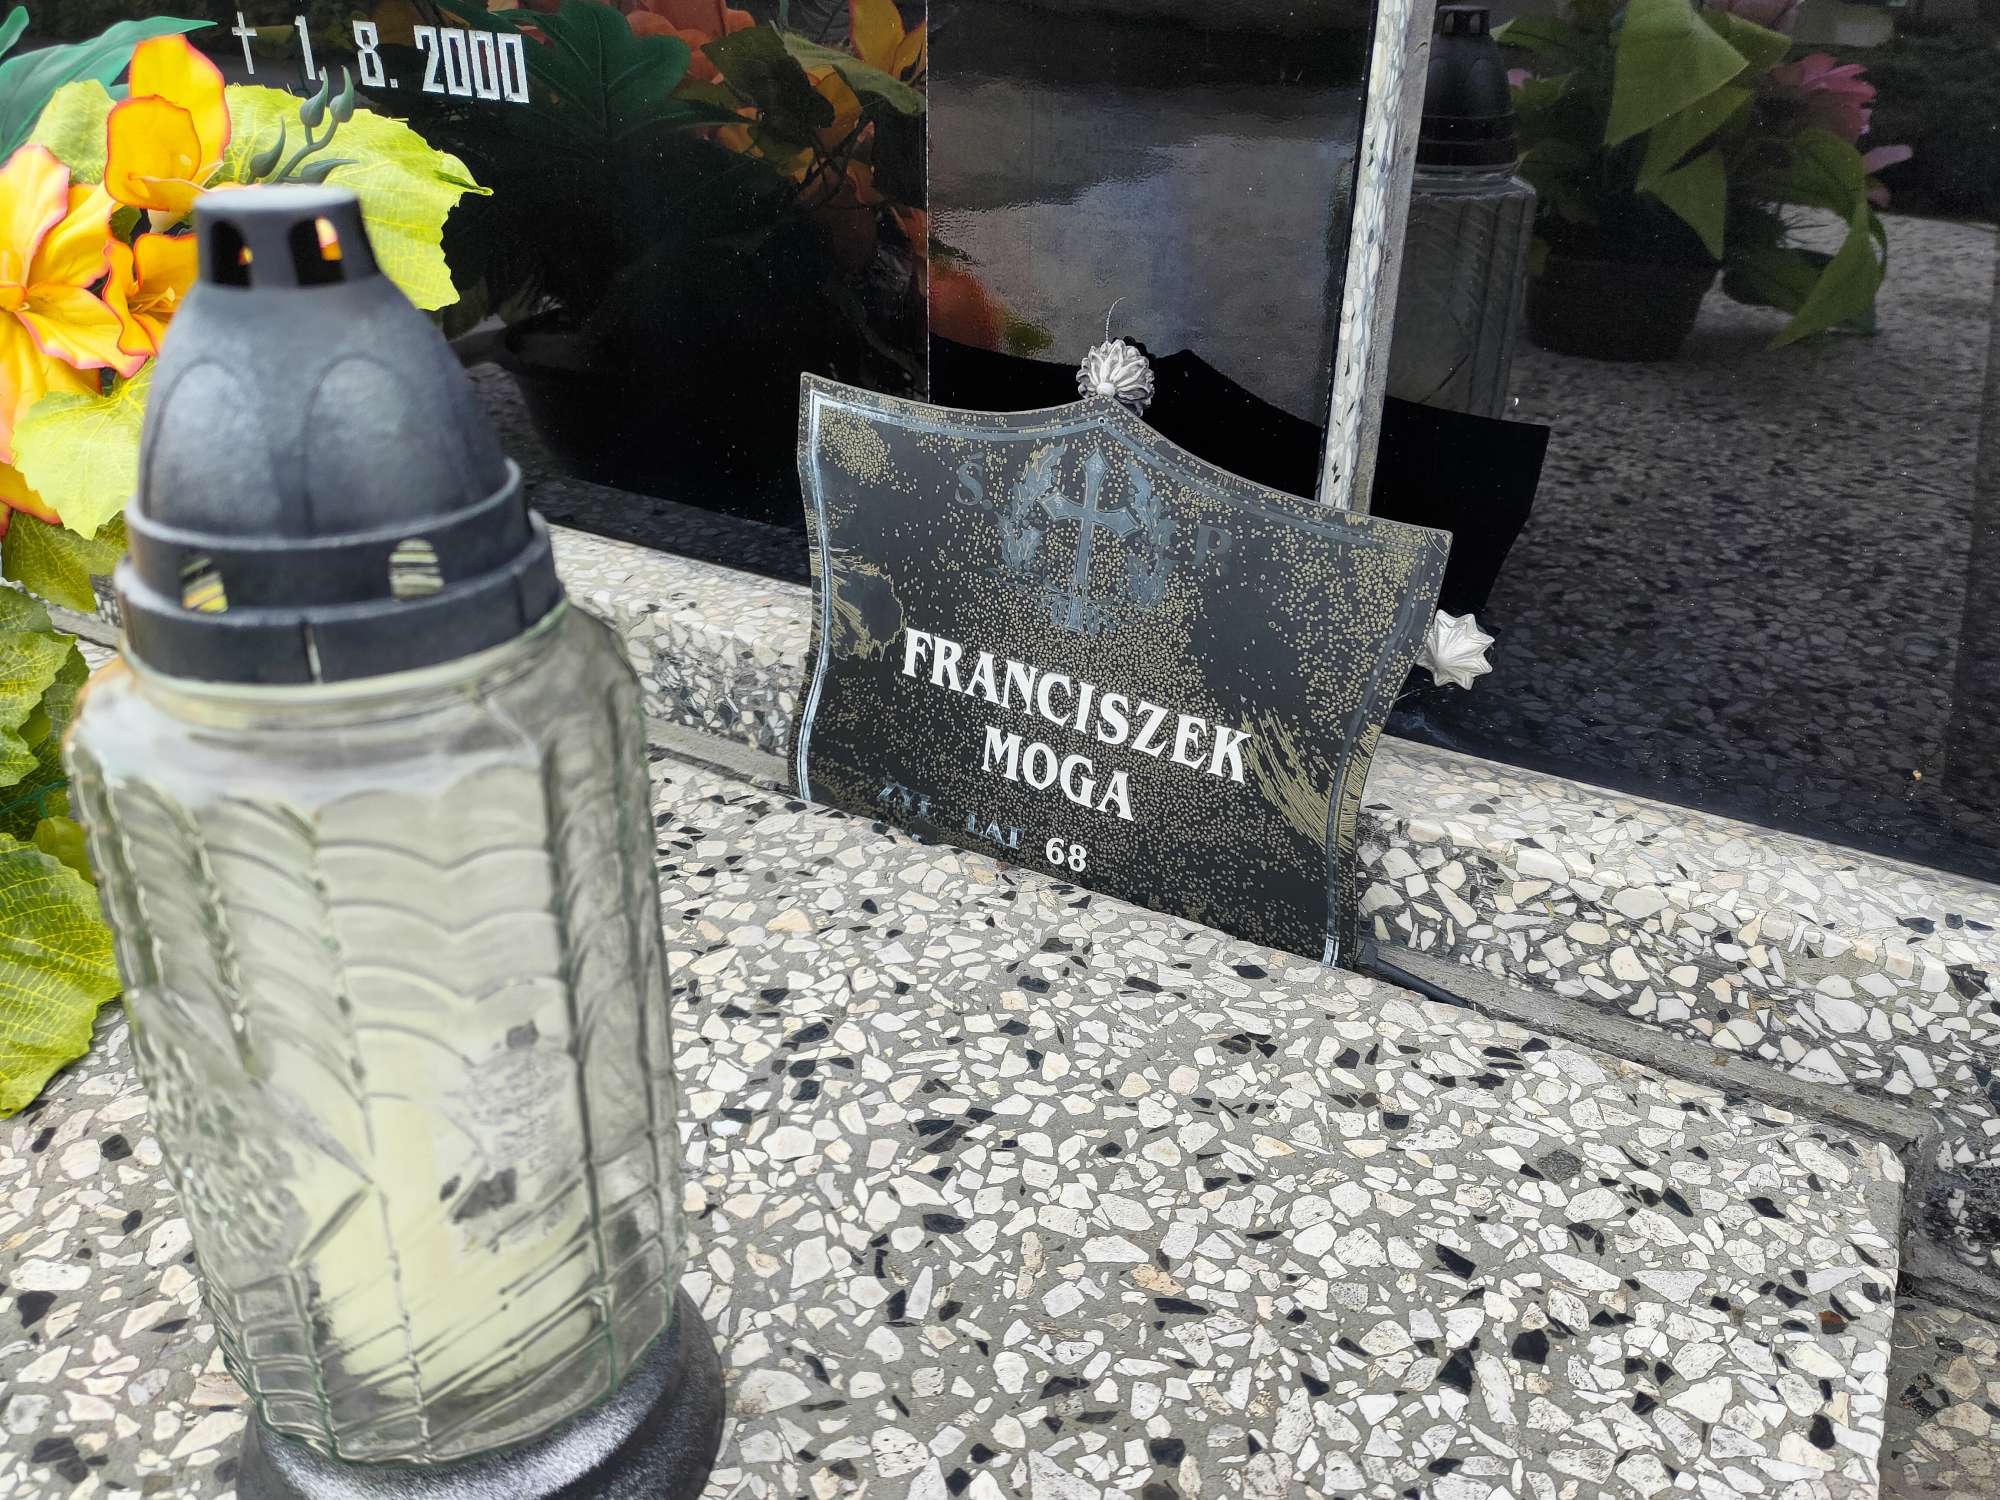 † 1. 8. 2000
Ś. P.
FRANCISZEK
MOGA
ŻYŁ LAT 68